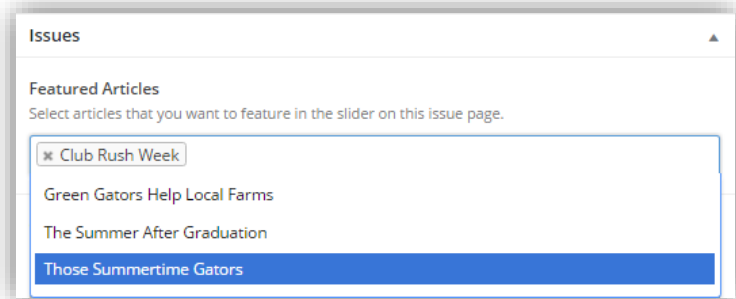 Issues
Featured Articles
Select articles that you want to feature in the slider on this issue page.
Club Rush Week
Green Gators Help Local Farms
The Summer After Graduation
Those Summertime Gators